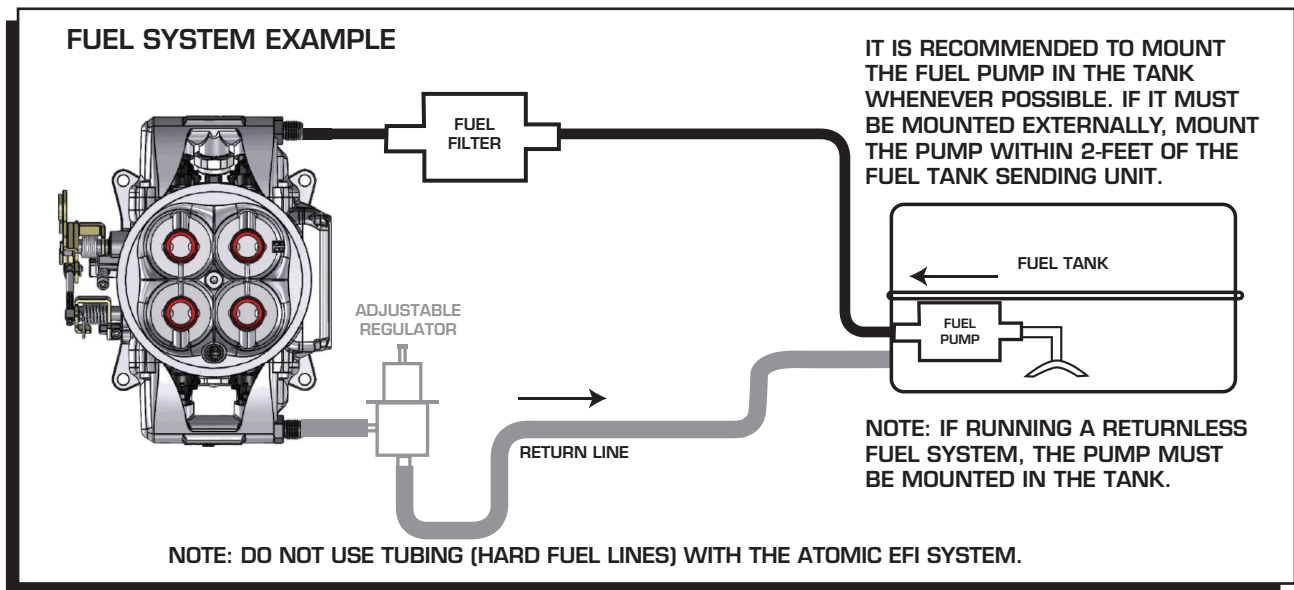 FUEL SYSTEM EXAMPLE
IT IS RECOMMENDED TO MOUNT
THE FUEL PUMP IN THE TANK
WHENEVER POSSIBLE. IF IT MUST
BE MOUNTED EXTERNALLY, MOUNT
THE PUMP WITHIN 2-FEET OF THE
FUEL TANK SENDING UNIT.
FUEL
FILTER
FUEL TANK
ADJUSTABLE
REGULATOR
FUEL
PUMP
RETURN LINE
NOTE: IF RUNNING A RETURNLESS
FUEL SYSTEM, THE PUMP MUST
BE MOUNTED IN THE TANK.
NOTE: DO NOT USE TUBING (HARD FUEL LINES) WITH THE ATOMIC EFI SYSTEM.